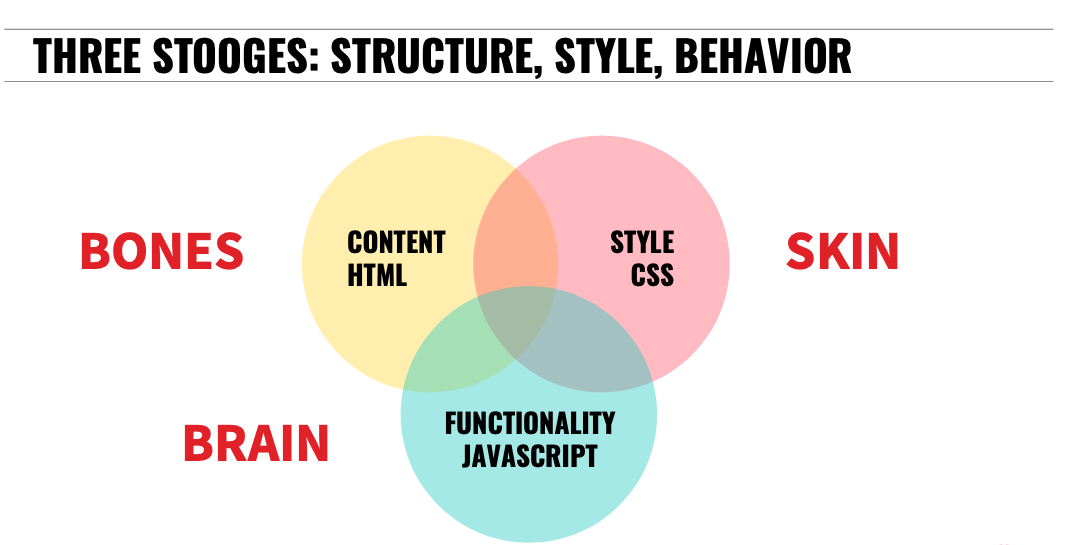 THREE STOOGES: STRUCTURE, STYLE, BEHAVIOR
BONES
CONTENT
HTML
STYLE
CSS
SKIN
BRAIN
FUNCTIONALITY
JAVASCRIPT